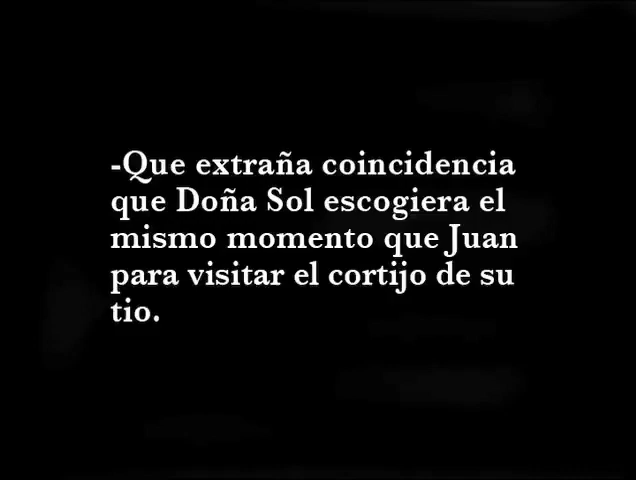 -Que extraña coincidencia
que Doña Sol escogiera el
mismo momento que Juan
para visitar el cortijo de su
tio.